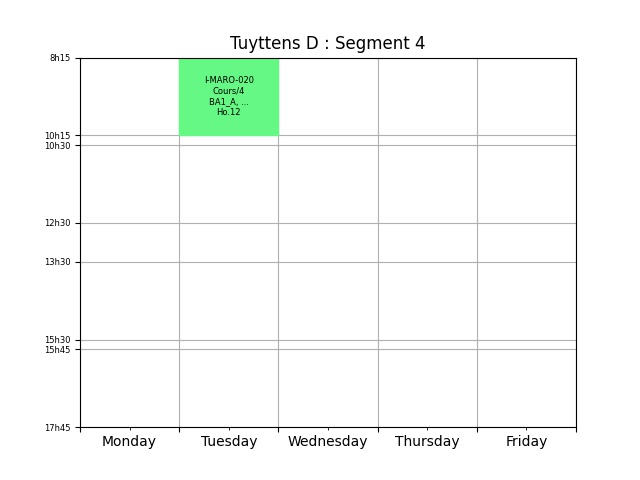 Tuyttens D : Segment 4
8h15
I-MARO-020
Cours/4
BA1_A, ...
Ho.12
10h15
10h30
12h30
13h30
15h30
15h45
17h45
Monday Tuesday Wednesday Thursday Friday